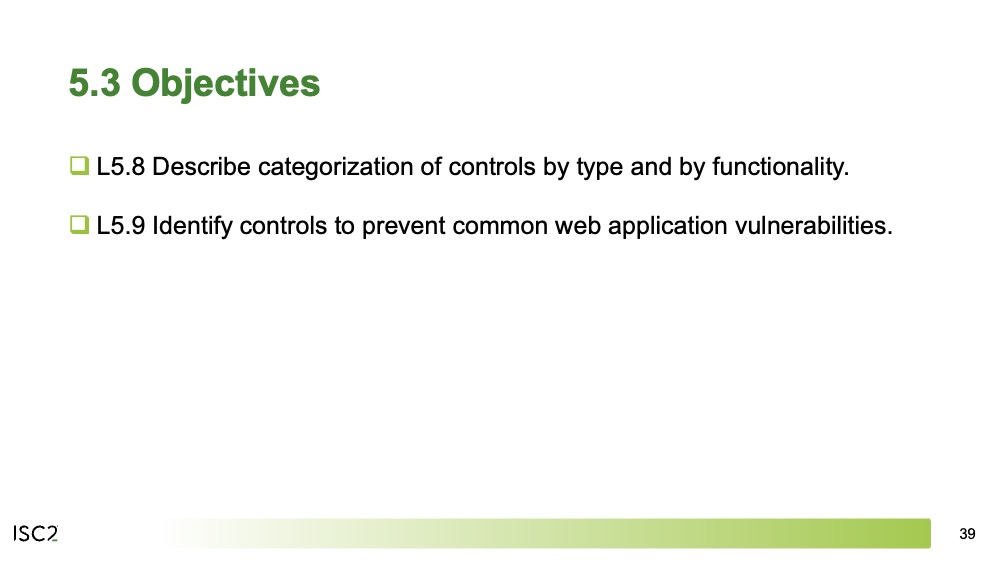 5.3 Objectives
L5.8 Describe categorization of controls by type and by functionality.
L5.9 Identify controls to prevent common web application vulnerabilities.
ISC2
39